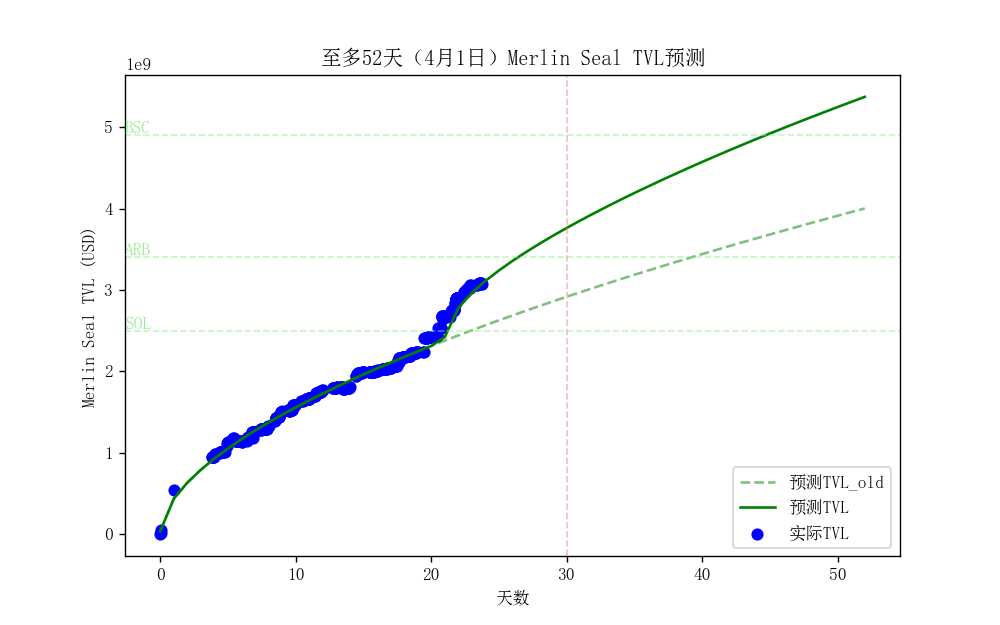 至多52天（4月1日）Merlin Seal TVL预测
1e9
BSC
ARB
SOL
5
4
3
2
1
0
Merlin Seal TVL (USD)
0 10 20 30 40 50
天数
预测TVL_old
预测TVL
实际TVL